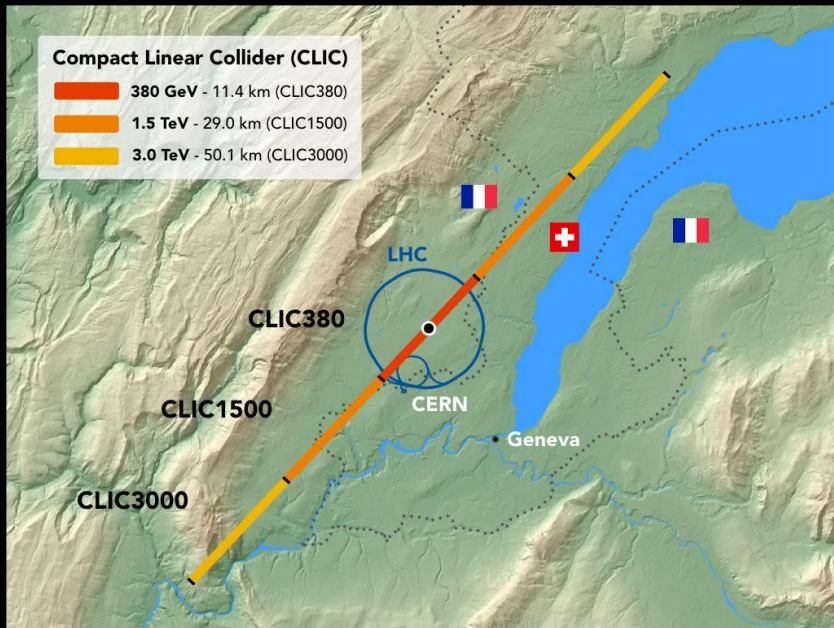 Compact Linear Collider (CLIC)
380 GeV - 11.4 km (CLIC380)
1.5 TeV - 29.0 km (CLIC1500)
3.0 TeV - 50.1 km (CLIC3000)
LHC
CLIC380
CLIC1500
CERN
Geneva
CLIC3000